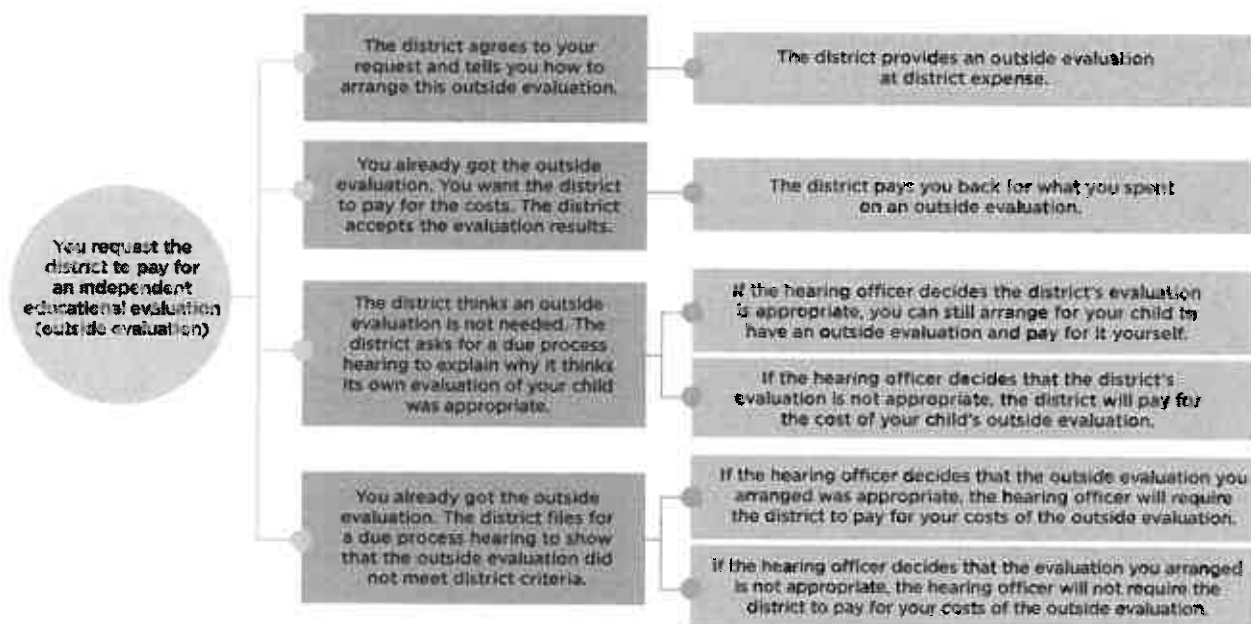 You request the
district to pay for
an independent
educational evaluation
(outside evaluation)
The district agrees to your
request and tells you how to
arrange this outside evaluation.
The district provides an outside evaluation
at district expense.
You already got the outside
evaluation. You want the district
to pay for the costs. The district
accepts the evaluation results.
The district pays you back for what you spent
on an outside evaluation.
The district thinks an outside
evaluation is not needed. The
district asks for a due process
hearing to explain why it thinks
its own evaluation of your child
was appropriate.
If the hearing officer decides the district's evaluation
is appropriate, you can still arrange for your child to
have an outside evaluation and pay for it yourself.
If the hearing officer decides that the district's
evaluation is not appropriate, the district will pay for
the cost of your child's outside evaluation.
You already got the outside
evaluation. The district files for
a due process hearing to show
that the outside evaluation did
not meet district criteria.
If the hearing officer decides that the outside evaluation you
arranged was appropriate, the hearing officer will require
the district to pay for your costs of the outside evaluation.
If the hearing officer decides that the evaluation you arranged
is not appropriate, the hearing officer will not require the
district to pay for your costs of the outside evaluation.